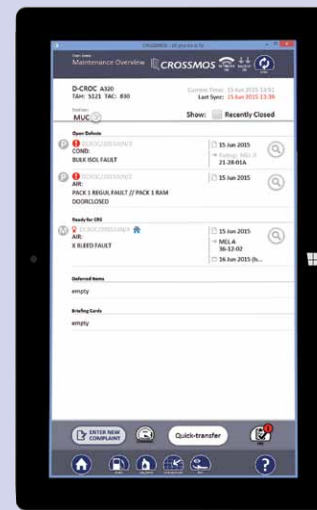 Maintenance Overview
CROSSMOS
D-CROC A320
TAH: 5121 TAC: 830
Current Time: 15 Jun 2015 13:51
Last Sync: 15 Jun 2015 13:36
MUC
Show: Recently Closed
Open Defects
COND:
BULK ISOL FAULT
15 Jun 2015
21-28-01A
AIR:
PACK 1 REGUL FAULT // PACK 1 RAM
DOORCLOSED
15 Jun 2015
Ready for CRS
AIR:
X BLEED FAULT
15 Jun 2015
MEL A
36-12-02
16 Jun 2015 (h...
Deferred Items
empty
Briefing Cards
empty
ENTER NEW
COMPLAINT
Quick-transfer
?